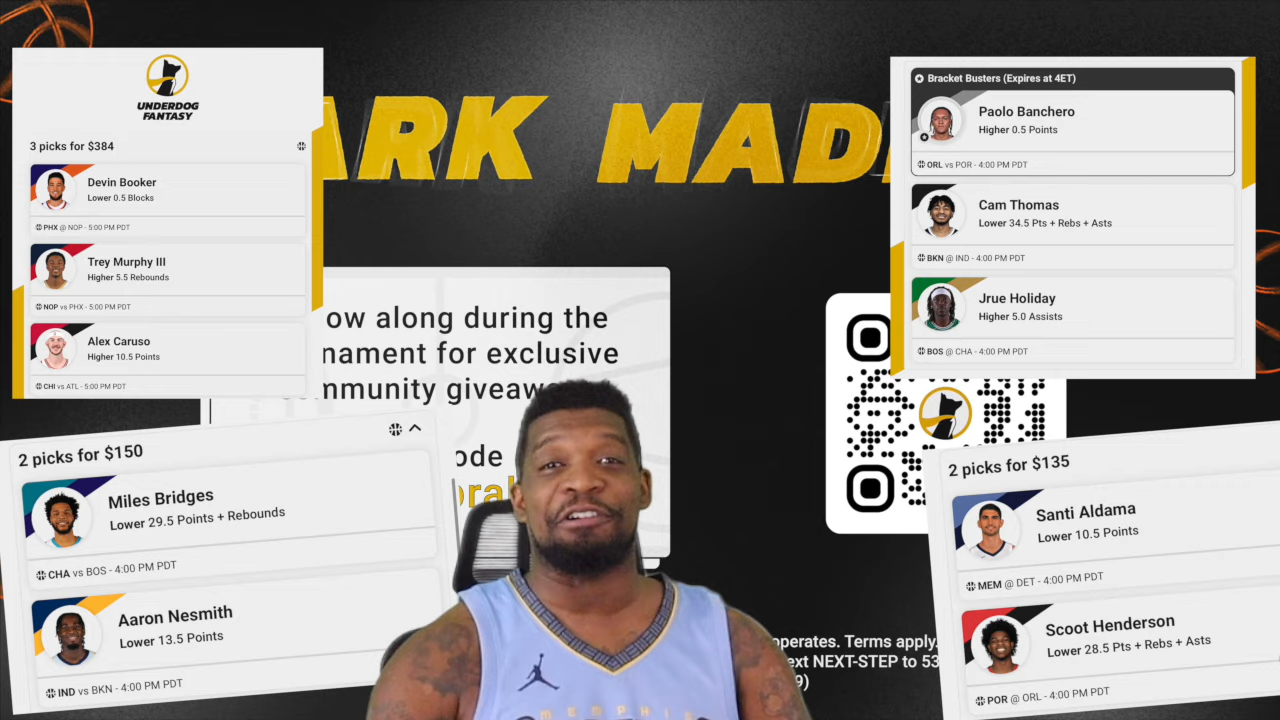 UNDERDOG
FANTASY
3 picks for $384
Devin Booker
Lower 0.5 Blocks
PHX @ NOP - 5:00 PM PDT
Trey Murphy III
Higher 5.5 Rebounds
NOP vs PHX - 5:00 PM PDT
Alex Caruso
Higher 10.5 Points
CHI vs ATL - 5:00 PM PDT
ARK MAD
Bracket Busters (Expires at 4ET)
Paolo Banchero
Higher 0.5 Points
ORL vs POR - 4:00 PM PDT
Cam Thomas
Lower 34.5 Pts + Rebs + Asts
BKN @ IND - 4:00 PM PDT
Jrue Holiday
Higher 5.0 Assists
BOS @ CHA - 4:00 PM PDT
ow along during the
nament for exclusive
mmunity giveaw
ode
oral
2 picks for $150
Miles Bridges
Lower 29.5 Points + Rebounds
CHA vs BOS - 4:00 PM PDT
Aaron Nesmith
Lower 13.5 Points
IND vs BKN - 4:00 PM PDT
2 picks for $135
Santi Aldama
Lower 10.5 Points
MEM @ DET - 4:00 PM PDT
Scoot Henderson
Lower 28.5 Pts + Rebs + Asts
POR @ ORL - 4:00 PM PDT
operates. Terms apply.
ext NEXT-STEP to 53
9)
MEMPHIS